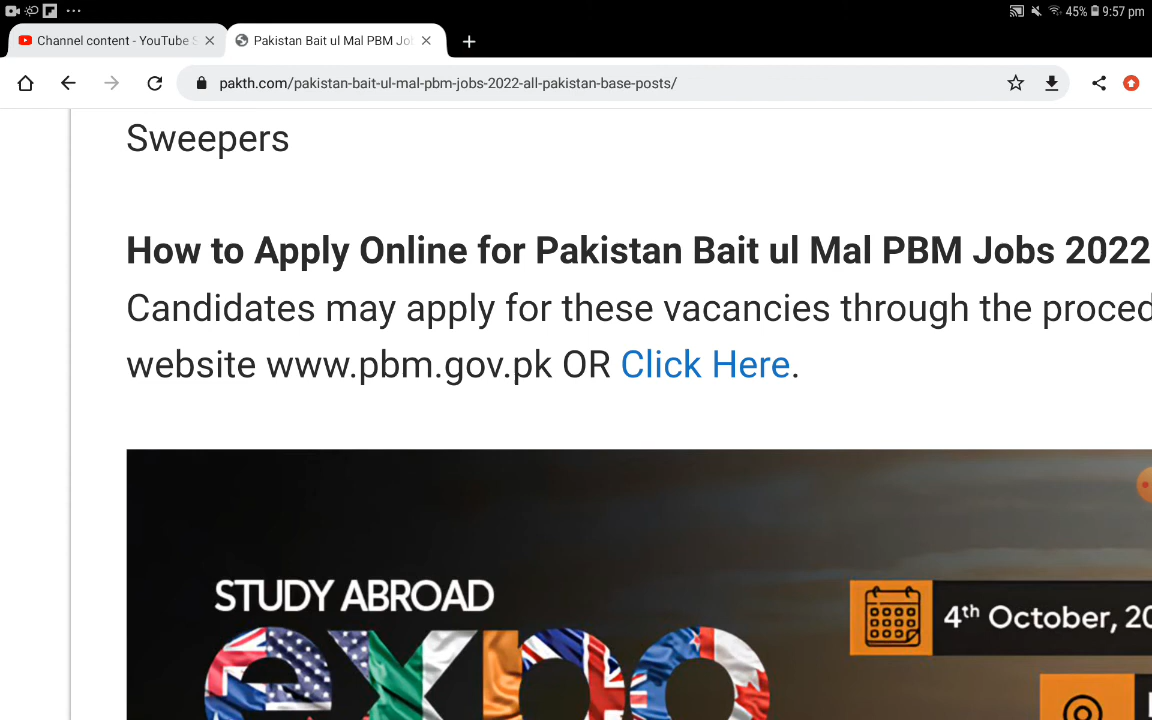 45% 9:57 pm
Channel content - YouTube S
Pakistan Bait ul Mal PBM Jo
pakth.com/pakistan-bait-ul-mal-pbm-jobs-2022-all-pakistan-base-posts/
Sweepers
How to Apply Online for Pakistan Bait ul Mal PBM Jobs 2022
Candidates may apply for these vacancies through the proced
website www.pbm.gov.pk OR Click Here.
STUDY ABROAD
expo
4th October, 20